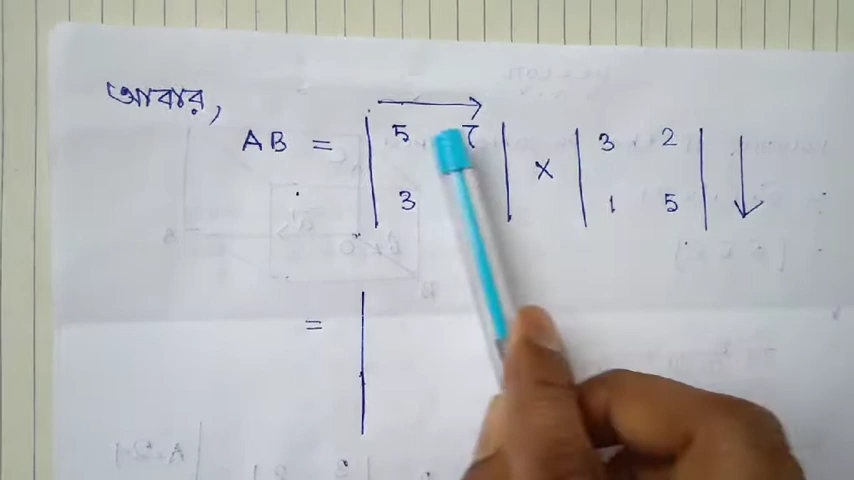 আবার,
AB = | 5 7 | × | 3 2 |
| 3 | | 1 5 |
= |